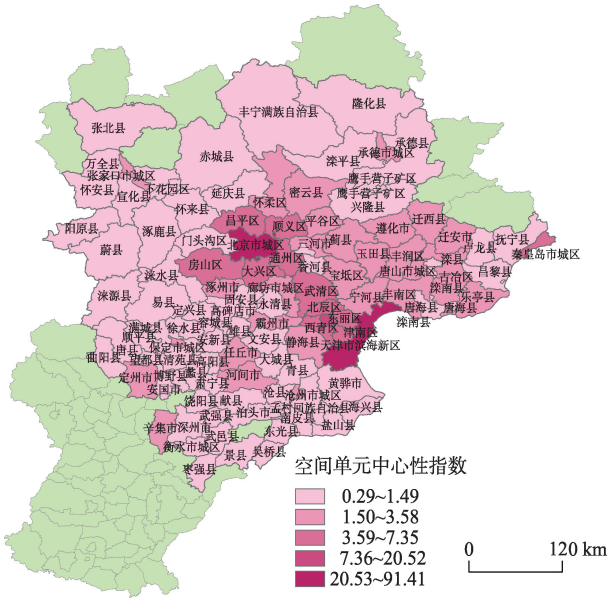 隆化县
丰宁满族自治县
张北县
承德县
承德市城区
滦平县
赤城县
万全县
张家口市城区
鹰手营子矿区
怀安县
下花园区
宣化县
延庆县
密云县
鹰手营子矿区
怀柔区
兴隆县
怀来县
昌平区
顺义区
平谷区
迁西县
阳原县
涿鹿县
遵化市
迁安市
抚宁县
蔚县
门头沟区
北京市城区
三河市
蓟县
卢龙县
秦皇岛市城区
通州区
玉田县
丰润区
滦县
房山区
大兴区
香河县
宝坻区
唐山市城区
古冶区
昌黎县
涞水县
涿州市
廊坊市城区
武清区
滦南县
涞源县
易县
固安县
永清县
宁河县
丰南区
乐亭县
定兴县
高碑店市
北辰区
唐海县
唐海县
满城县
徐水县
容城县
霸州市
东丽区
滦南县
顺平县
安新县
雄县
文安县
西青区
津南区
唐县
保定市城区
静海县
天津市滨海新区
曲阳县
望都县
清苑县
高阳县
任丘市
大城县
定州市
博野县
蠡县
河间市
青县
安国市
肃宁县
黄骅市
饶阳县
献县
沧县
沧州市城区
武强县
泊头市
孟村回族自治县
海兴县
辛集市
深州市
武邑县
南皮县
盐山县
衡水市城区
东光县
景县
吴桥县
枣强县
空间单元中心性指数
0.29~1.49
1.50~3.58
3.59~7.35
7.36~20.52
20.53~91.41
0
120 km